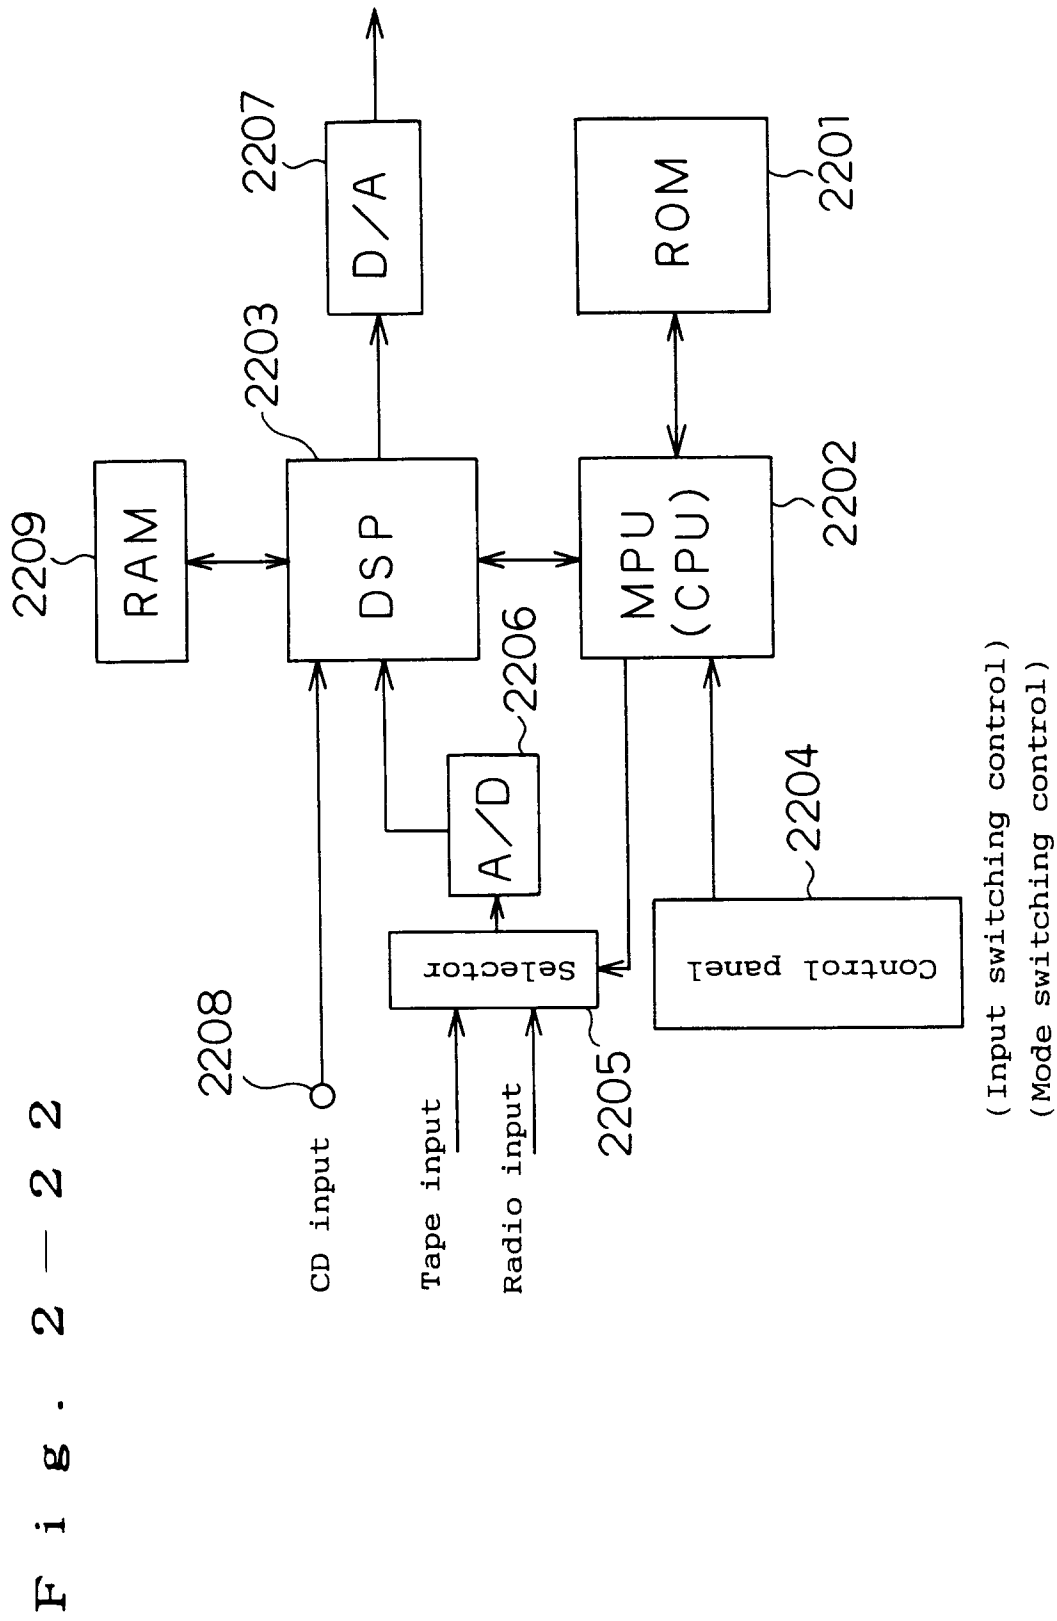 Fig. 2-22
2209
RAM
2208
CD input
2203
DSP
2207
D/A
Tape input
Radio input
Selector
2205
A/D
2206
MPU
(CPU)
2202
ROM
2201
Control panel
2204
(Input switching control)
(Mode switching control)